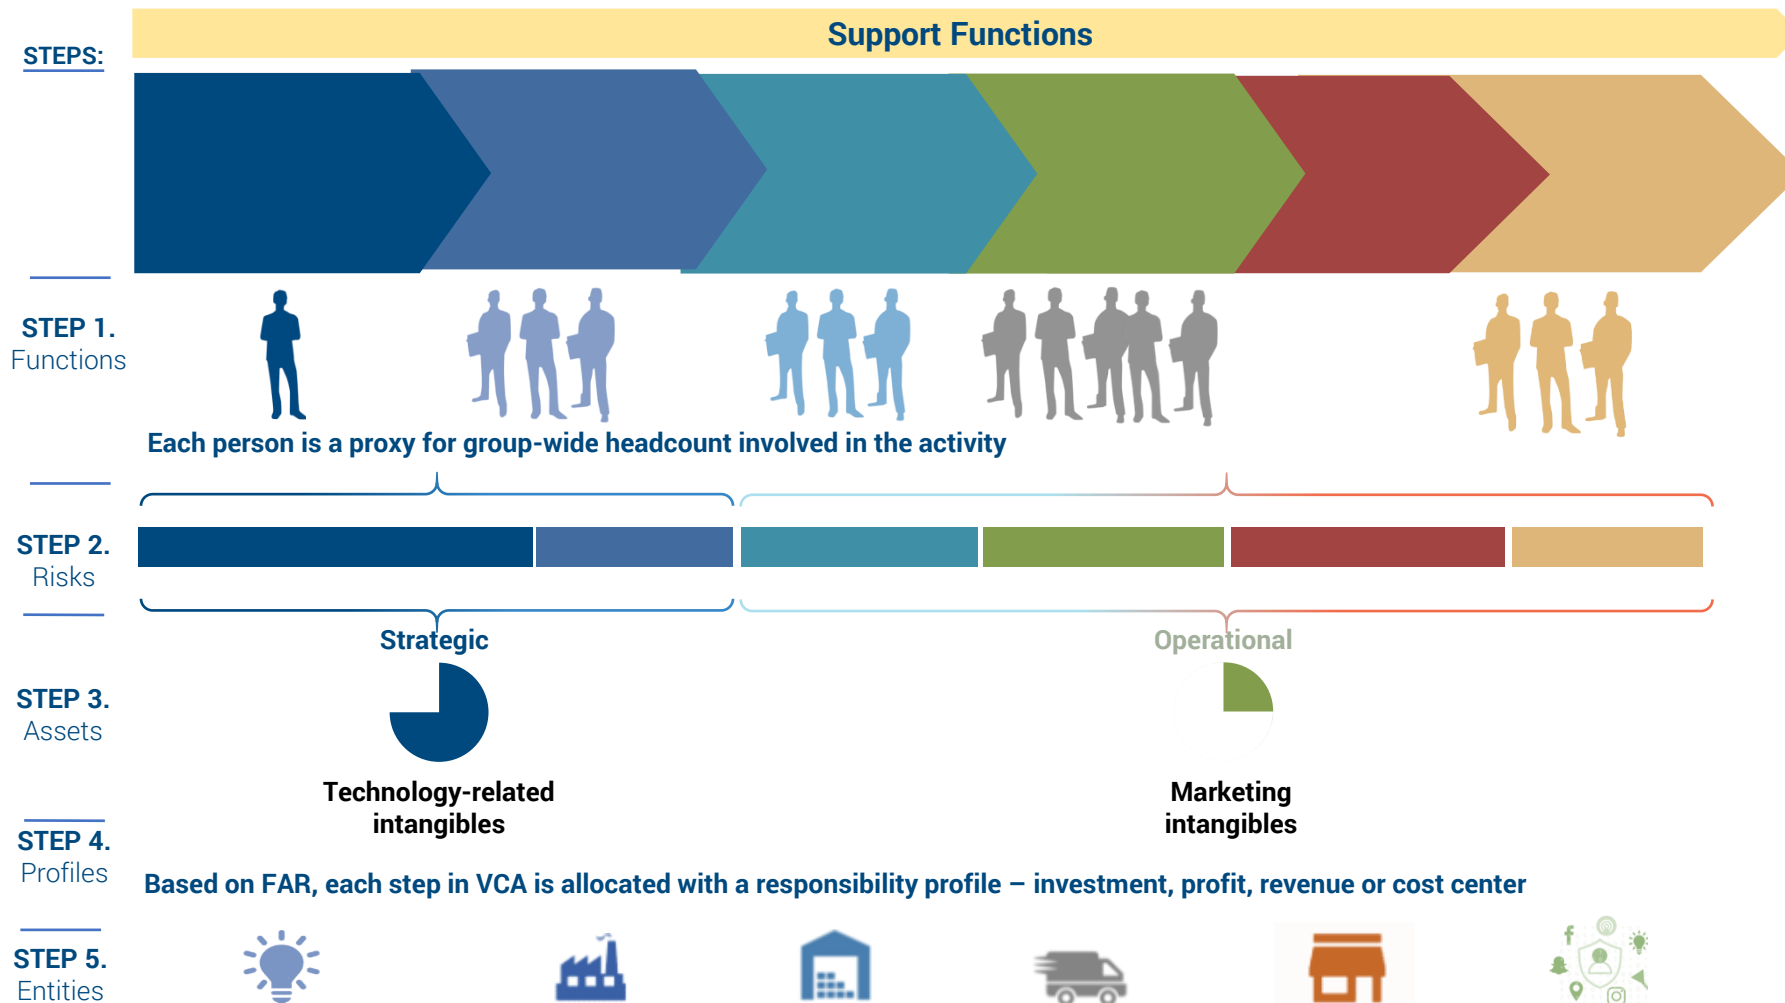 Support Functions
STEPS:
STEP 1.
Functions
Each person is a proxy for group-wide headcount involved in the activity
STEP 2.
Risks
Strategic
Operational
STEP 3.
Assets
Technology-related
intangibles
Marketing
intangibles
STEP 4.
Profiles
Based on FAR, each step in VCA is allocated with a responsibility profile – investment, profit, revenue or cost center
STEP 5.
Entities